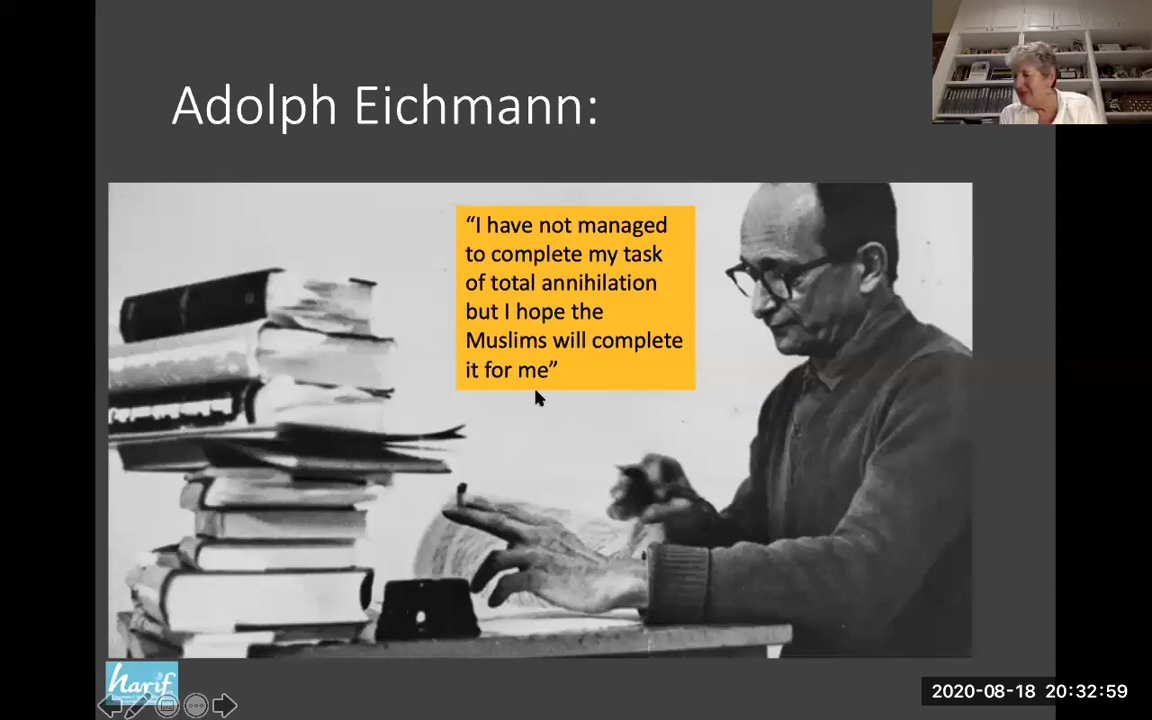 Adolph Eichmann:
“I have not managed
to complete my task
of total annihilation
but I hope the
Muslims will complete
it for me”
harif
2020-08-18 20:32:59